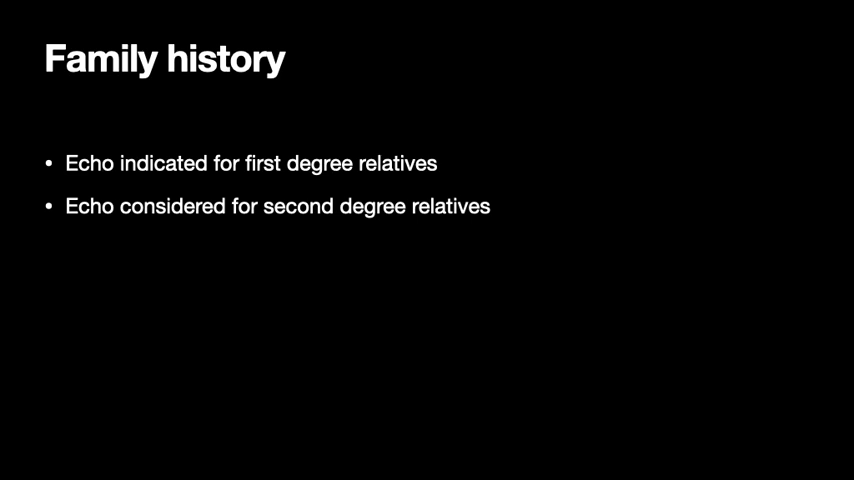 Family history
• Echo indicated for first degree relatives
• Echo considered for second degree relatives